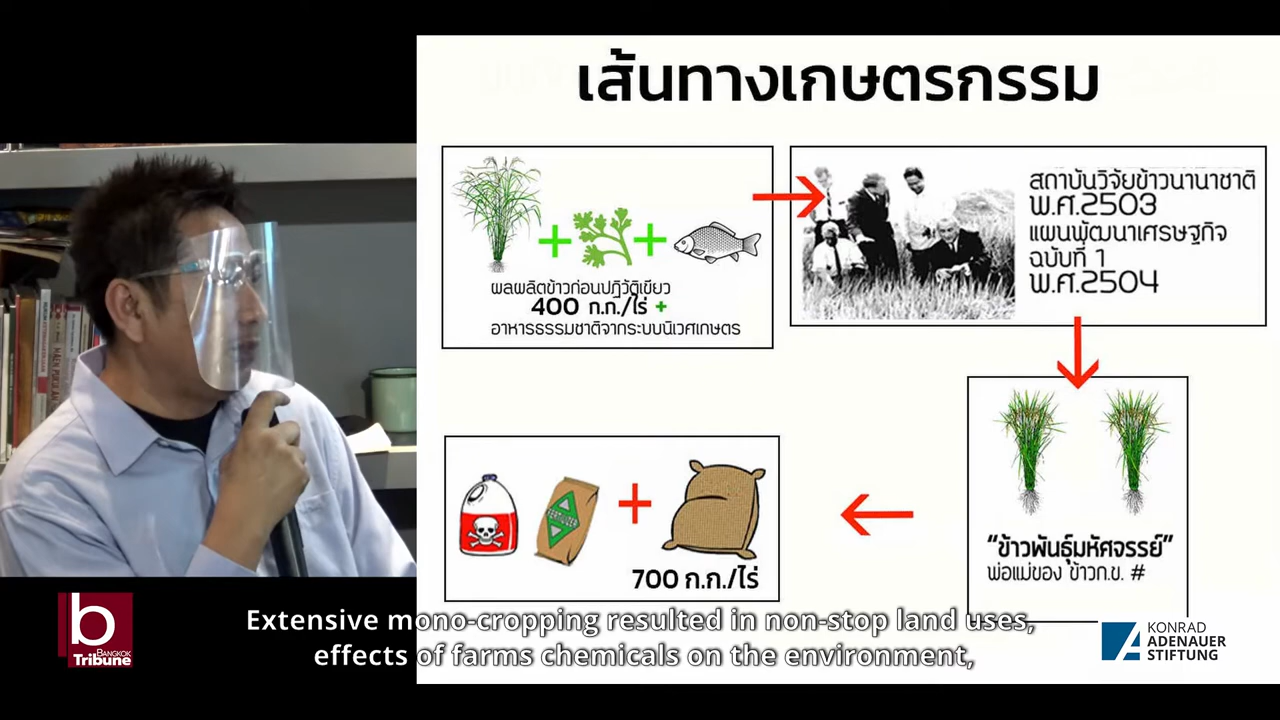 เส้นทางเกษตรกรรม
ผลผลิตข้าวก่อนปฏิวัติเขียว
400 ก.ก./ไร่ +
อาหารธรรมชาติจากระบบนิเวศเกษตร
สถาบันวิจัยข้าวนานาชาติ
พ.ศ.2503
แผนพัฒนาเศรษฐกิจ
ฉบับที่ 1
พ.ศ.2504
"ข้าวพันธุ์มหัศจรรย์"
พ่อแม่ของ ข้าวก.ข. #
700 ก.ก./ไร่
Extensive mono-cropping resulted in non-stop land uses,
effects of farms chemicals on the environment,
b
BANGKOK
Tribune
KONRAD
ADENAUER
STIFTUNG